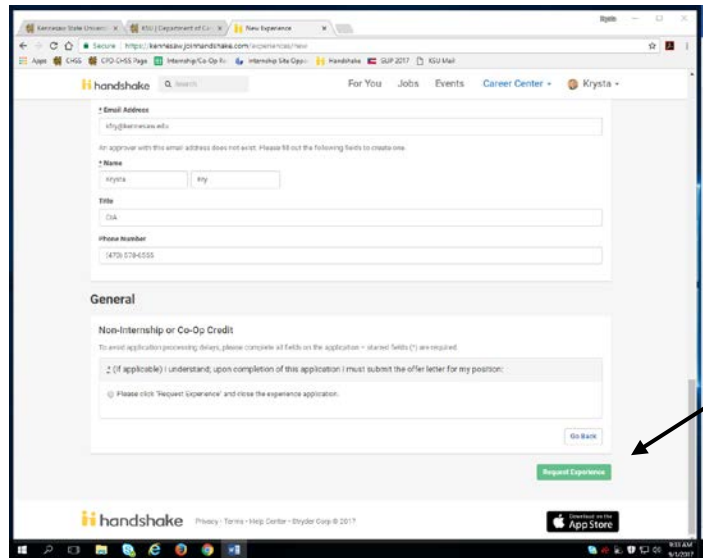 Kennesaw State Universi
KSU | Department of Co
New Experience
Secure https://kennesaw.joinhandshake.com/experiences/new
Apps CHSS CPO-CHSS Page Internship/Co-Op Internship Site Oppo Handshake SUIP 2017 KSU Mail
handshake Search For You Jobs Events Career Center Krysta
* Email Address
kfry@kennesaw.edu
An approver with this email address does not exist. Please fill out the following fields to create one.
* Name
Krysta Fry
Title
Phone Number
(470) 578-6555
General
Non-Internship or Co-Op Credit
To avoid application processing delays, please complete all fields on the application – starred fields (*) are required.
* (If applicable) I understand; upon completion of this application I must submit the offer letter for my position:
Please click 'Request Experience' and close the experience application.
Go Back
Request Experience
handshake Privacy · Terms · Help Center · Stryder Corp © 2017
Download on the
App Store
9:33 AM
9/1/2017